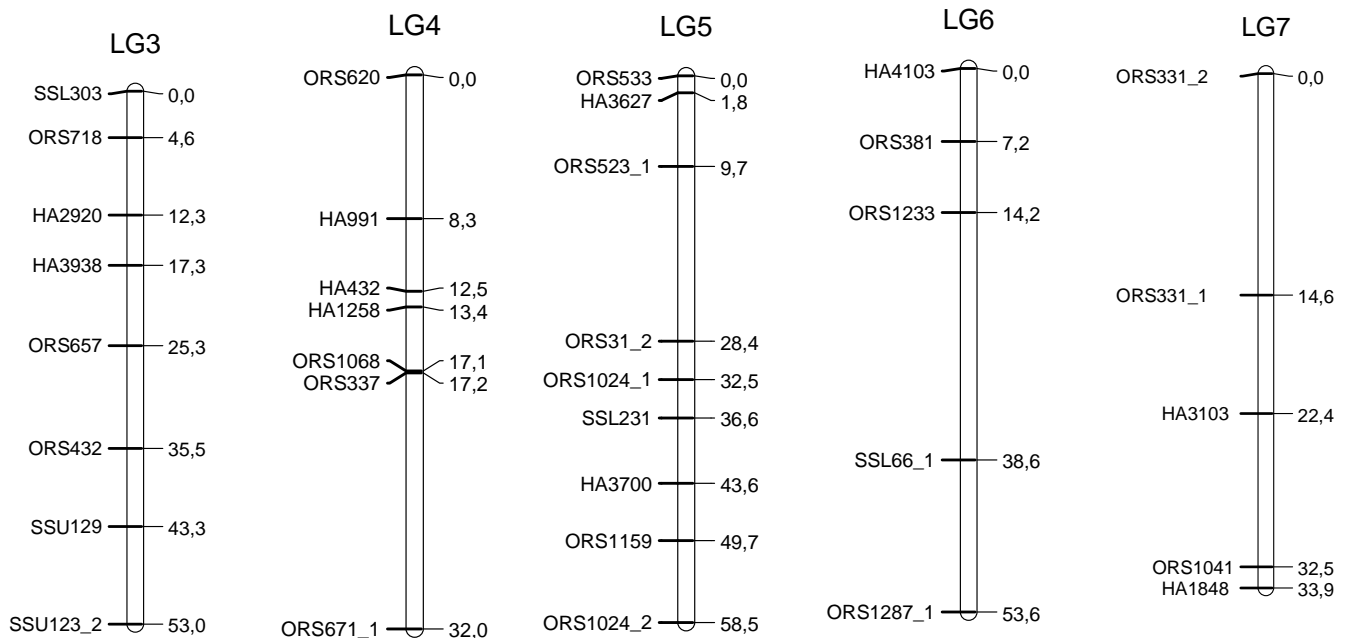 LG3
SSL303 0,0
ORS718 4,6
HA2920 12,3
HA3938 17,3
ORS657 25,3
ORS432 35,5
SSU129 43,3
SSU123_2 53,0
LG4
ORS620 0,0
HA991 8,3
HA432 12,5
HA1258 13,4
ORS1068 17,1
ORS337 17,2
ORS671_1 32,0
LG5
ORS533 0,0
HA3627 1,8
ORS523_1 9,7
ORS31_2 28,4
ORS1024_1 32,5
SSL231 36,6
HA3700 43,6
ORS1159 49,7
ORS1024_2 58,5
LG6
HA4103 0,0
ORS381 7,2
ORS1233 14,2
SSL66_1 38,6
ORS1287_1 53,6
LG7
ORS331_2 0,0
ORS331_1 14,6
HA3103 22,4
ORS1041 32,5
HA1848 33,9